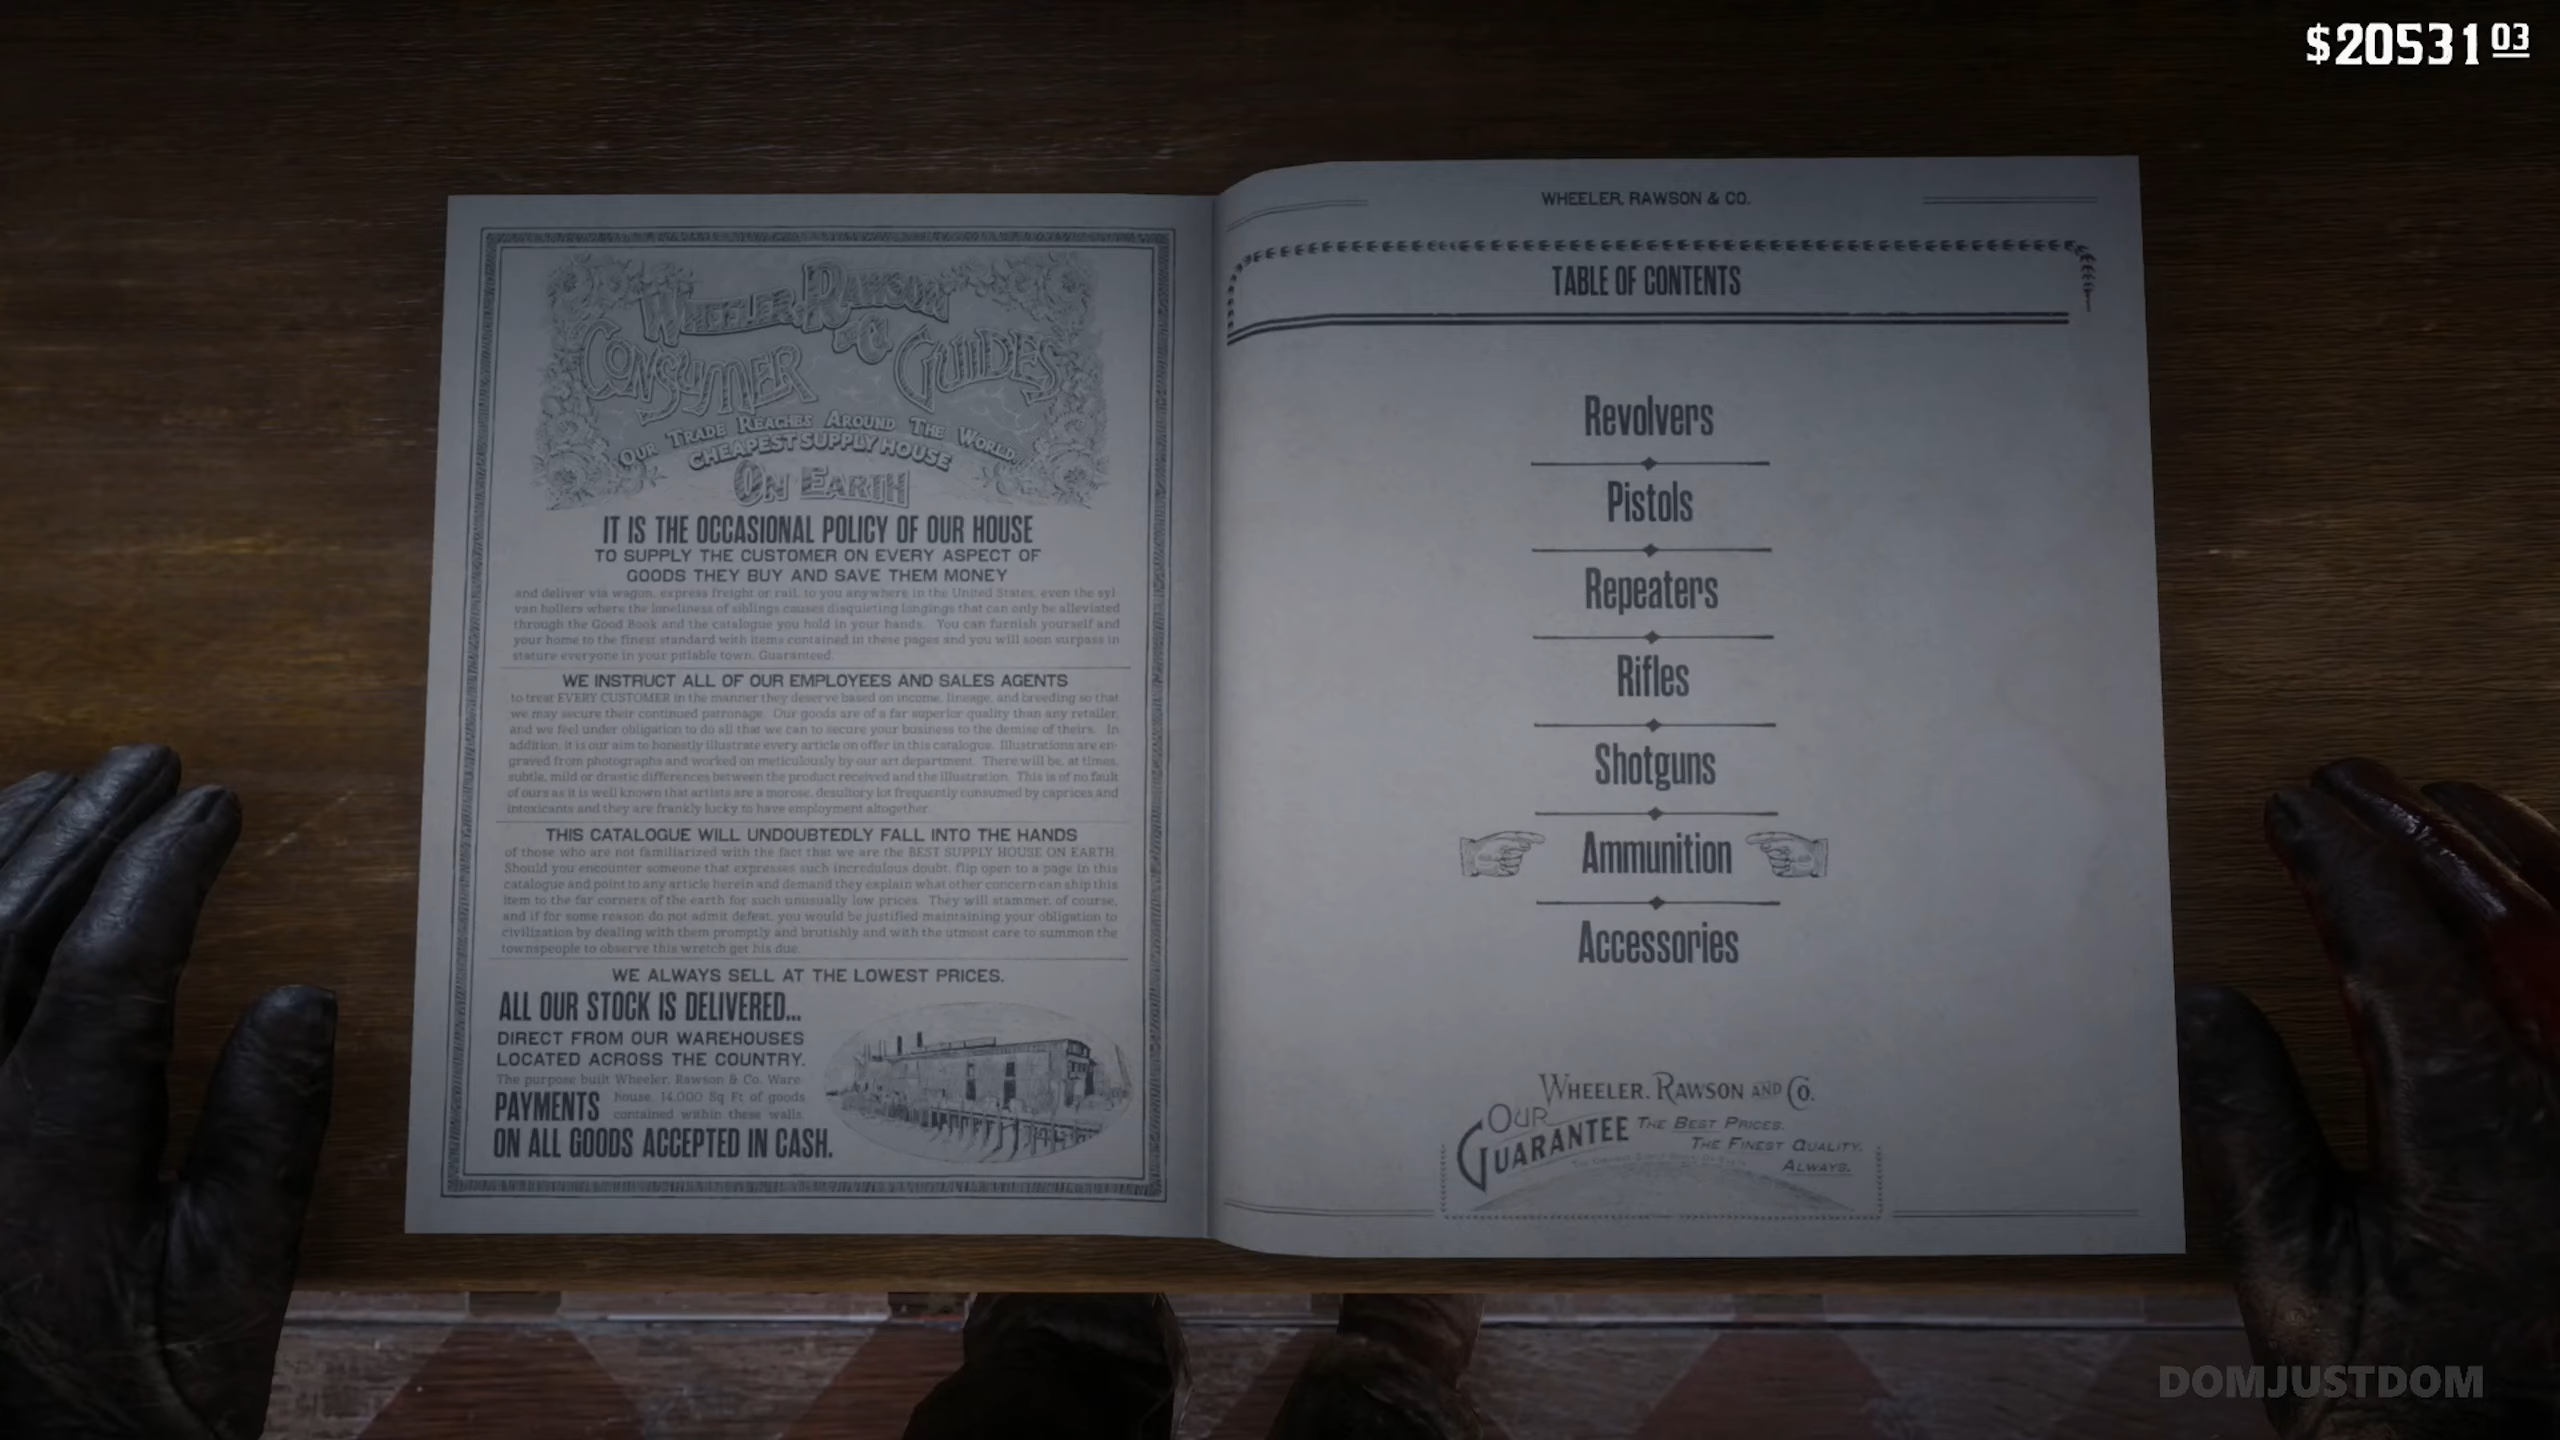 $20531 03
WHEELER, RAWSON
& CO
CONSUMER GUIDES
OUR TRADE REACHES AROUND THE WORLD.
CHEAPEST SUPPLY HOUSE
ON EARTH
IT IS THE OCCASIONAL POLICY OF OUR HOUSE
TO SUPPLY THE CUSTOMER ON EVERY ASPECT OF
GOODS THEY BUY AND SAVE THEM MONEY
and deliver via wagon, express freight or rail, to you anywhere in the United States, even the syl-
van hollers where the loneliness of siblings causes disquieting longings that can only be alleviated
through the Good Book and the catalogue you hold in your hands. You can furnish yourself and
your home to the finest standard with items contained in these pages and you will soon surpass in
stature everyone in your pitiable town. Guaranteed.
WE INSTRUCT ALL OF OUR EMPLOYEES AND SALES AGENTS
to treat EVERY CUSTOMER in the manner they deserve based on income, lineage, and breeding so that
we may secure their continued patronage. Our goods are of a far superior quality than any retailer,
and we feel under obligation to do all that we can to secure your business to the demise of theirs. In
addition, it is our aim to honestly illustrate every article on offer in this catalogue. Illustrations are en-
graved from photographs and worked on meticulously by our art department. There will be, at times,
subtle, mild or drastic differences between the product received and the illustration. This is of no fault
of ours as it is well known that artists are a morose, desultory lot frequently consumed by caprices and
intoxicants and they are frankly lucky to have employment altogether.
THIS CATALOGUE WILL UNDOUBTEDLY FALL INTO THE HANDS
of those who are not familiarized with the fact that we are the BEST SUPPLY HOUSE ON EARTH.
Should you encounter someone that expresses such incredulous doubt, flip open to a page in this
catalogue and point to any article herein and demand they explain what other concern can ship this
item to the far corners of the earth for such unusually low prices. They will stammer, of course,
and if for some reason do not admit defeat, you would be justified maintaining your obligation to
civilization by dealing with them promptly and brutishly and with the utmost care to summon the
townspeople to observe this wretch get his due.
WE ALWAYS SELL AT THE LOWEST PRICES.
ALL OUR STOCK IS DELIVERED...
DIRECT FROM OUR WAREHOUSES
LOCATED ACROSS THE COUNTRY.
The purpose built Wheeler, Rawson & Co. Ware-
house, 14,000 Sq Ft of goods
contained within these walls.
PAYMENTS
ON ALL GOODS ACCEPTED IN CASH.
WHEELER, RAWSON & CO.
TABLE OF CONTENTS
Revolvers
Pistols
Repeaters
Rifles
Shotguns
Ammunition
Accessories
WHEELER, RAWSON AND CO.
OUR
GUARANTEE
THE BEST PRICES.
THE FINEST QUALITY.
ALWAYS.
DOMJUSTDOM